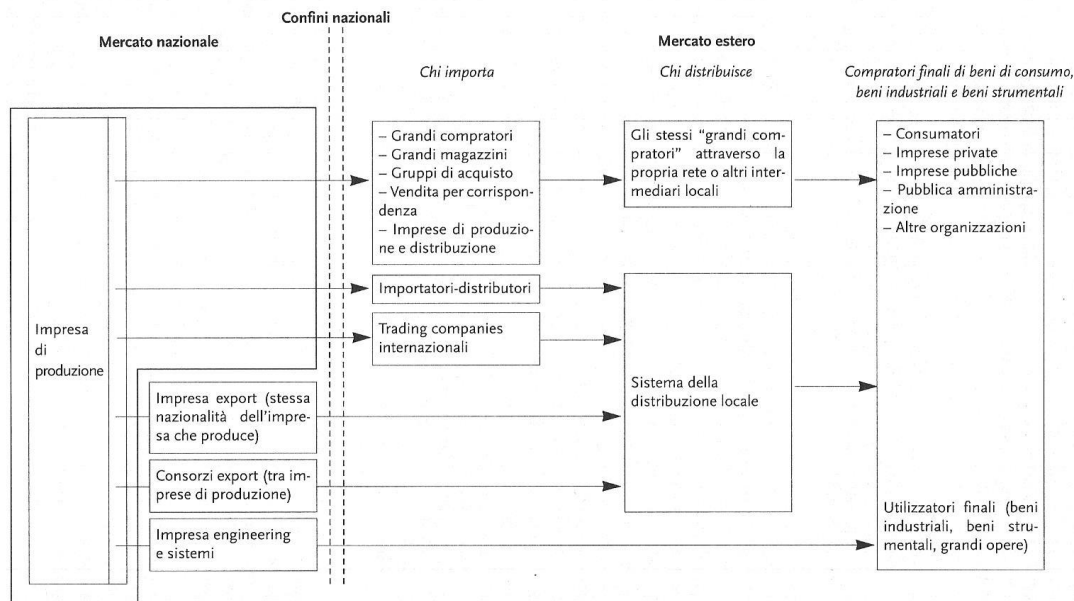 Confini nazionali
Mercato nazionale
Mercato estero
Chi importa
Chi distribuisce
Compratori finali di beni di consumo,
beni industriali e beni strumentali
Impresa
di
produzione
– Grandi compratori
– Grandi magazzini
– Gruppi di acquisto
– Vendita per corrispon-
denza
– Imprese di produzio-
ne e distribuzione
Gli stessi “grandi com-
pratori” attraverso la
propria rete o altri inter-
mediari locali
– Consumatori
– Imprese private
– Imprese pubbliche
– Pubblica amministra-
zione
– Altre organizzazioni
Importatori-distributori
Trading companies
internazionali
Sistema della
distribuzione locale
Impresa export (stessa
nazionalità dell’impre-
sa che produce)
Consorzi export (tra im-
prese di produzione)
Impresa engineering
e sistemi
Utilizzatori finali (beni
industriali, beni stru-
mentali, grandi opere)